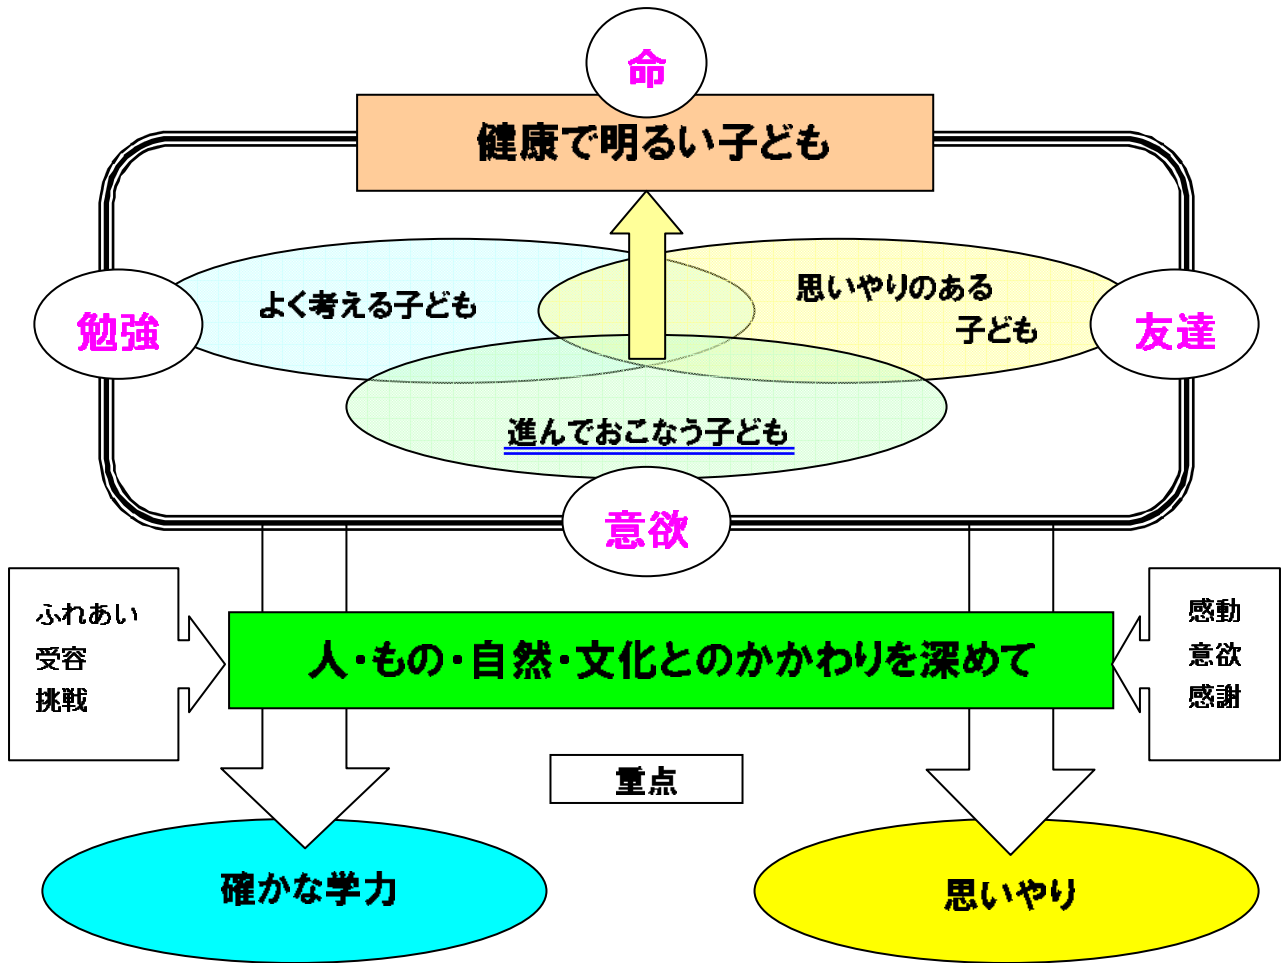 命
健康で明るい子ども
よく考える子ども
思いやりのある
子ども
勉強
友達
進んでおこなう子ども
意欲
ふれあい
受容
挑戦
人・もの・自然・文化とのかかわりを深めて
感動
意欲
感謝
重点
確かな学力
思いやり